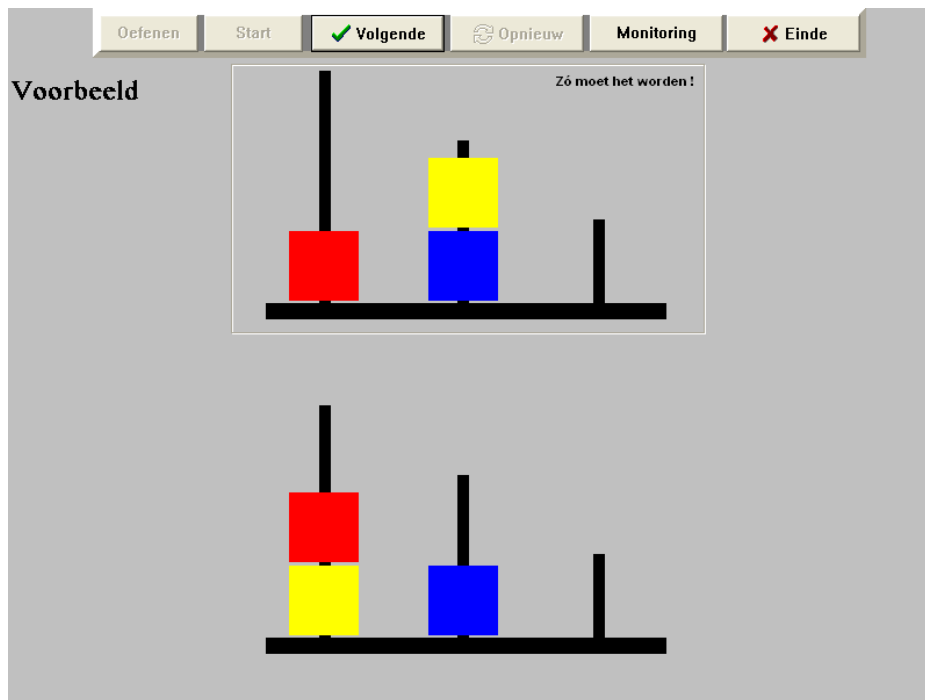 Oefenen Start Volgende Opnieuw Monitoring Einde
Voorbeeld
Zó moet het worden !